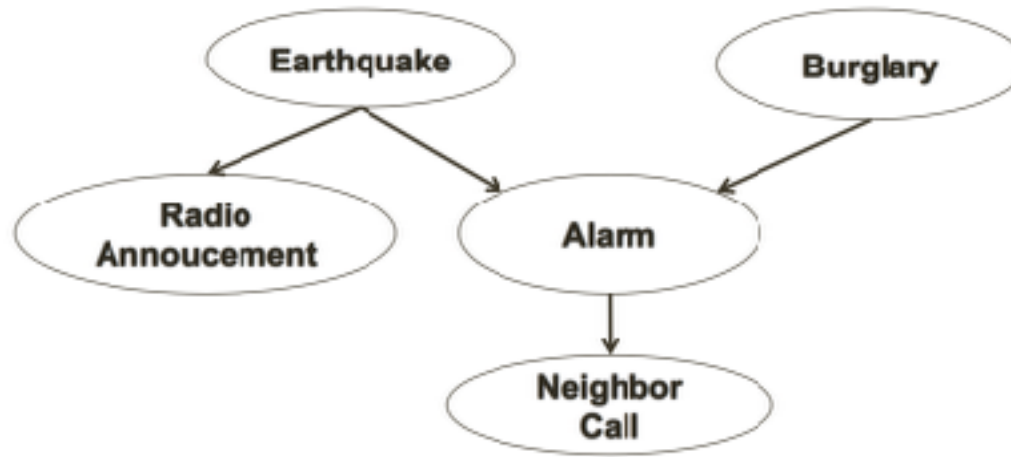 Earthquake
Burglary
Radio
Annoucement
Alarm
Neighbor
Call